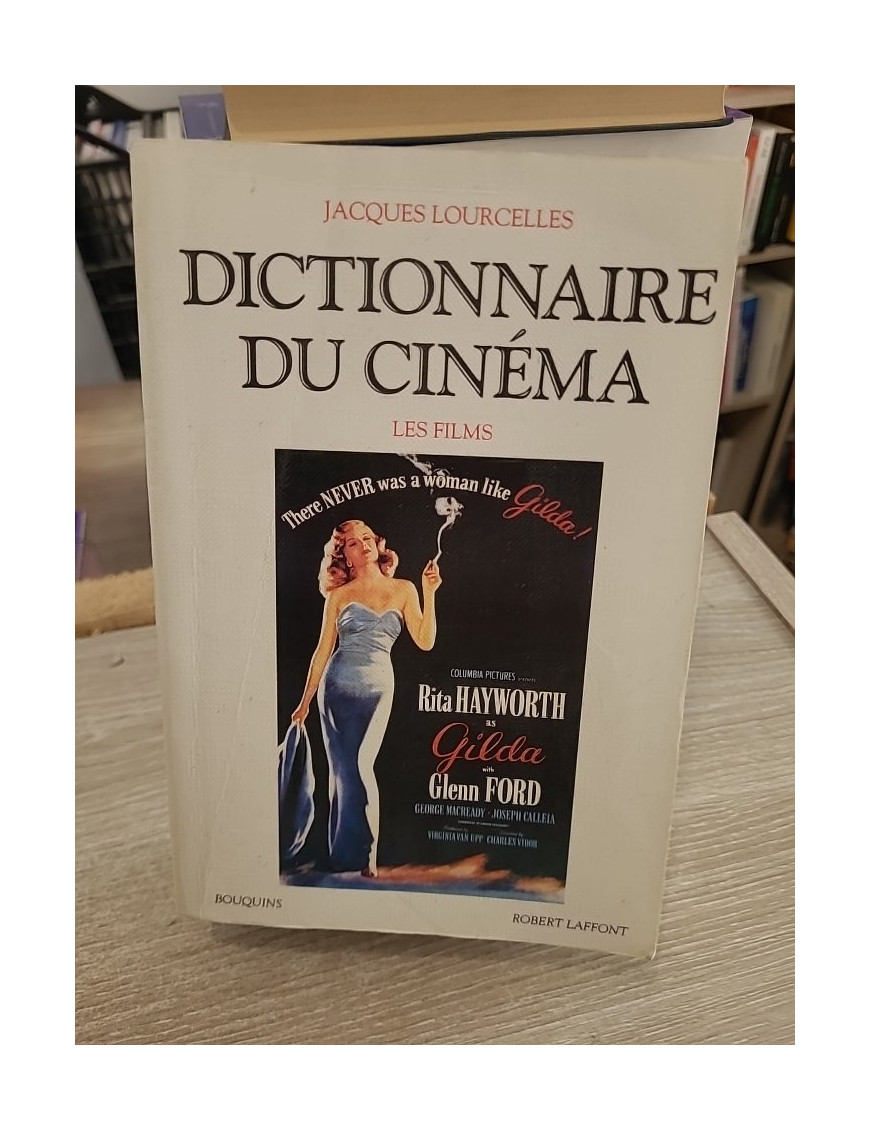 JACQUES LOURCELLES
DICTIONNAIRE
DU CINÉMA
LES FILMS
There NEVER was a woman like Gilda!
COLUMBIA PICTURES
Rita HAYWORTH
as
Gilda
with
Glenn FORD
GEORGE MACREADY · JOSEPH CALLEIA
VIRGINIA VAN UPP CHARLES VIDOR
BOUQUINS
ROBERT LAFFONT